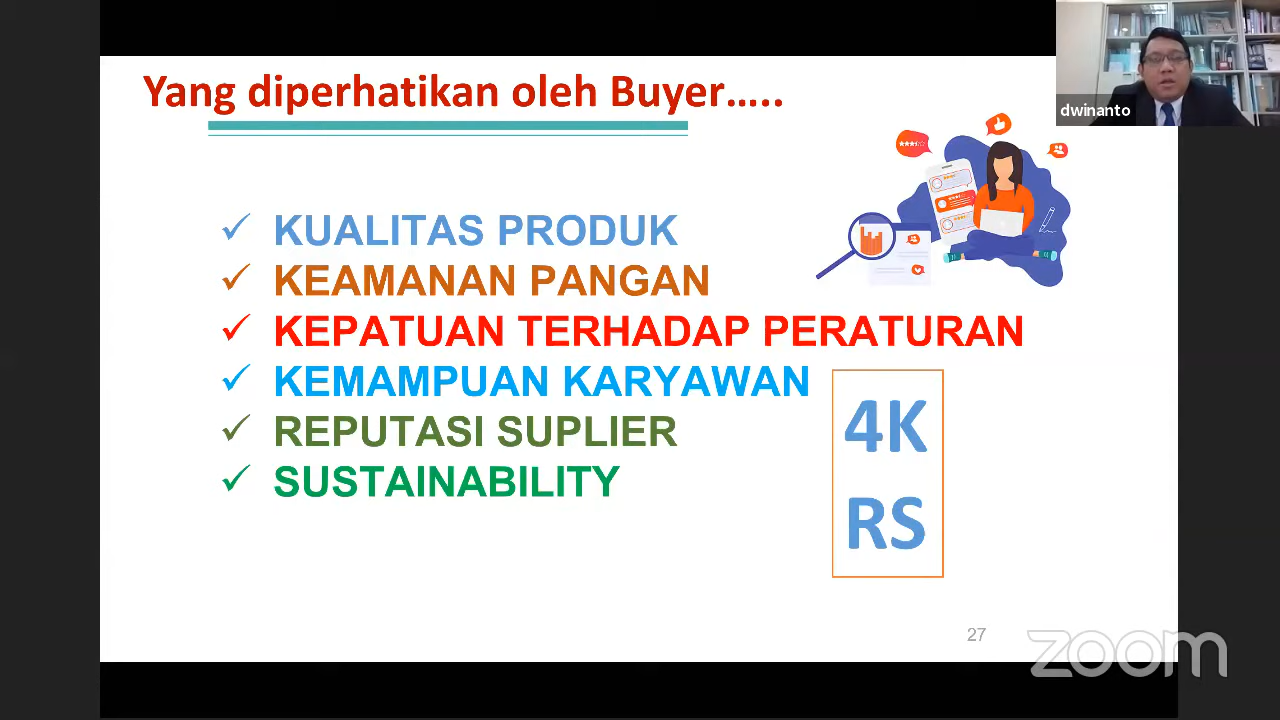 Yang diperhatikan oleh Buyer.....
dwinanto
✓ KUALITAS PRODUK
✓ KEAMANAN PANGAN
✓ KEPATUAN TERHADAP PERATURAN
✓ KEMAMPUAN KARYAWAN
✓ REPUTASI SUPLIER
✓ SUSTAINABILITY
4K
RS
27
zoom